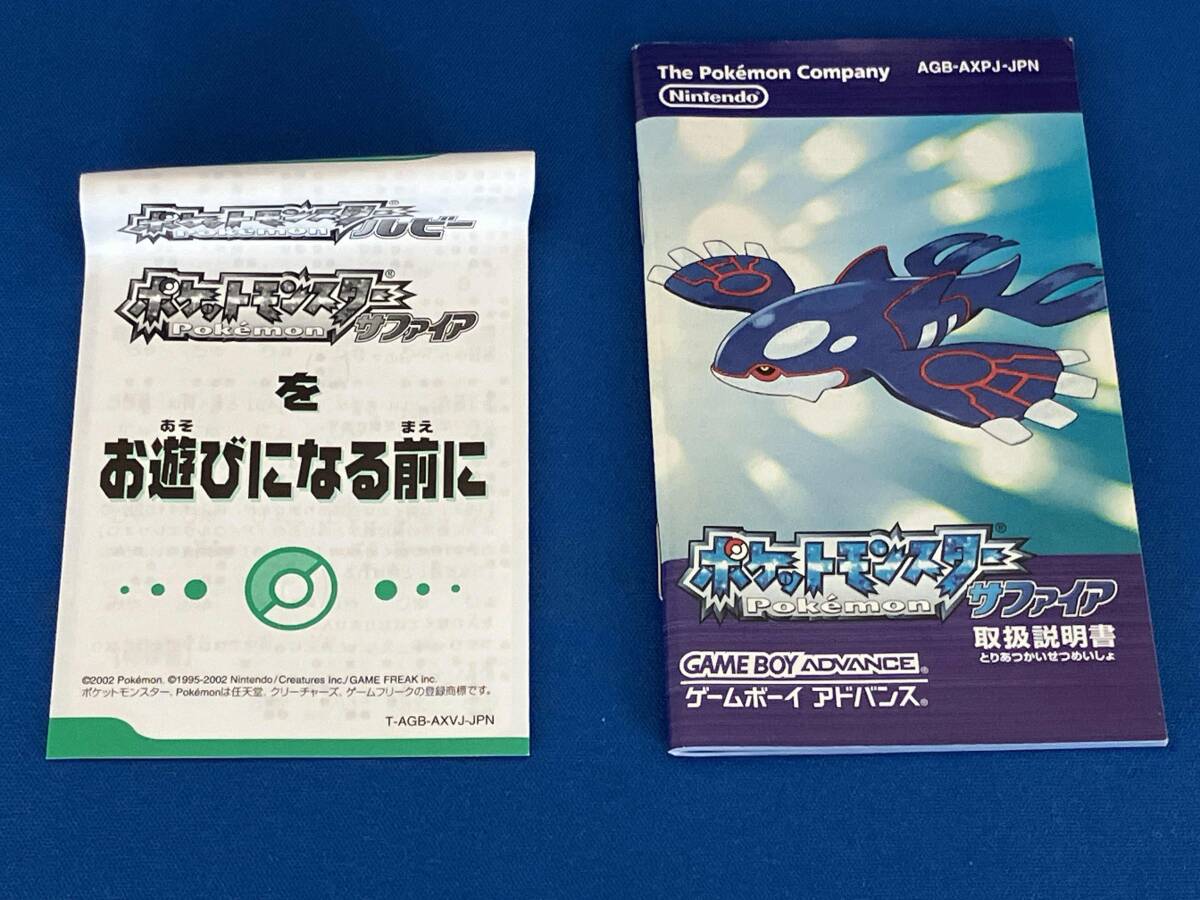 ポケットモンスター®ルビー
Pokémon
ポケットモンスター®
Pokémon サファイア
を
あそ まえ
お遊びになる前に
©2002 Pokémon. ©1995-2002 Nintendo/Creatures inc./GAME FREAK inc.
ポケットモンスター、Pokémonは任天堂、クリーチャーズ、ゲームフリークの登録商標です。
T-AGB-AXVJ-JPN
The Pokémon Company AGB-AXPJ-JPN
Nintendo®
ポケットモンスター®
Pokémon サファイア
取扱説明書
とりあつかいせつめいしょ
GAME BOY ADVANCE®
ゲームボーイ アドバンス®